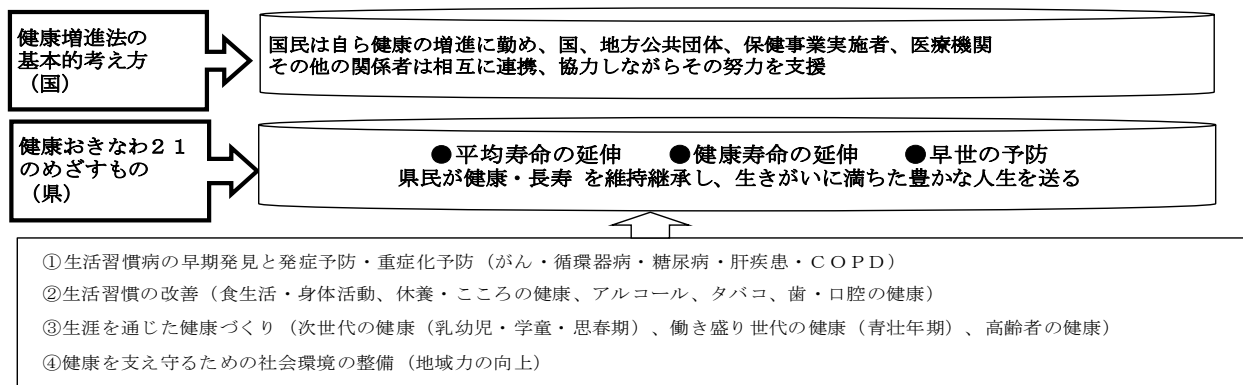 健康増進法の
基本的考え方
(国)
国民は自ら健康の増進に勤め、国、地方公共団体、保健事業実施者、医療機関
その他の関係者は相互に連携、協力しながらその努力を支援
健康おきなわ２１
のめざすもの
(県)
●平均寿命の延伸　●健康寿命の延伸　●早世の予防
県民が健康・長寿 を維持継承し、生きがいに満ちた豊かな人生を送る
①生活習慣病の早期発見と発症予防・重症化予防（がん・循環器病・糖尿病・肝疾患・ＣＯＰＤ）
②生活習慣の改善（食生活・身体活動、休養・こころの健康、アルコール、タバコ、歯・口腔の健康）
③生涯を通じた健康づくり（次世代の健康（乳幼児・学童・思春期）、働き盛り世代の健康（青壮年期）、高齢者の健康）
④健康を支え守るための社会環境の整備（地域力の向上）